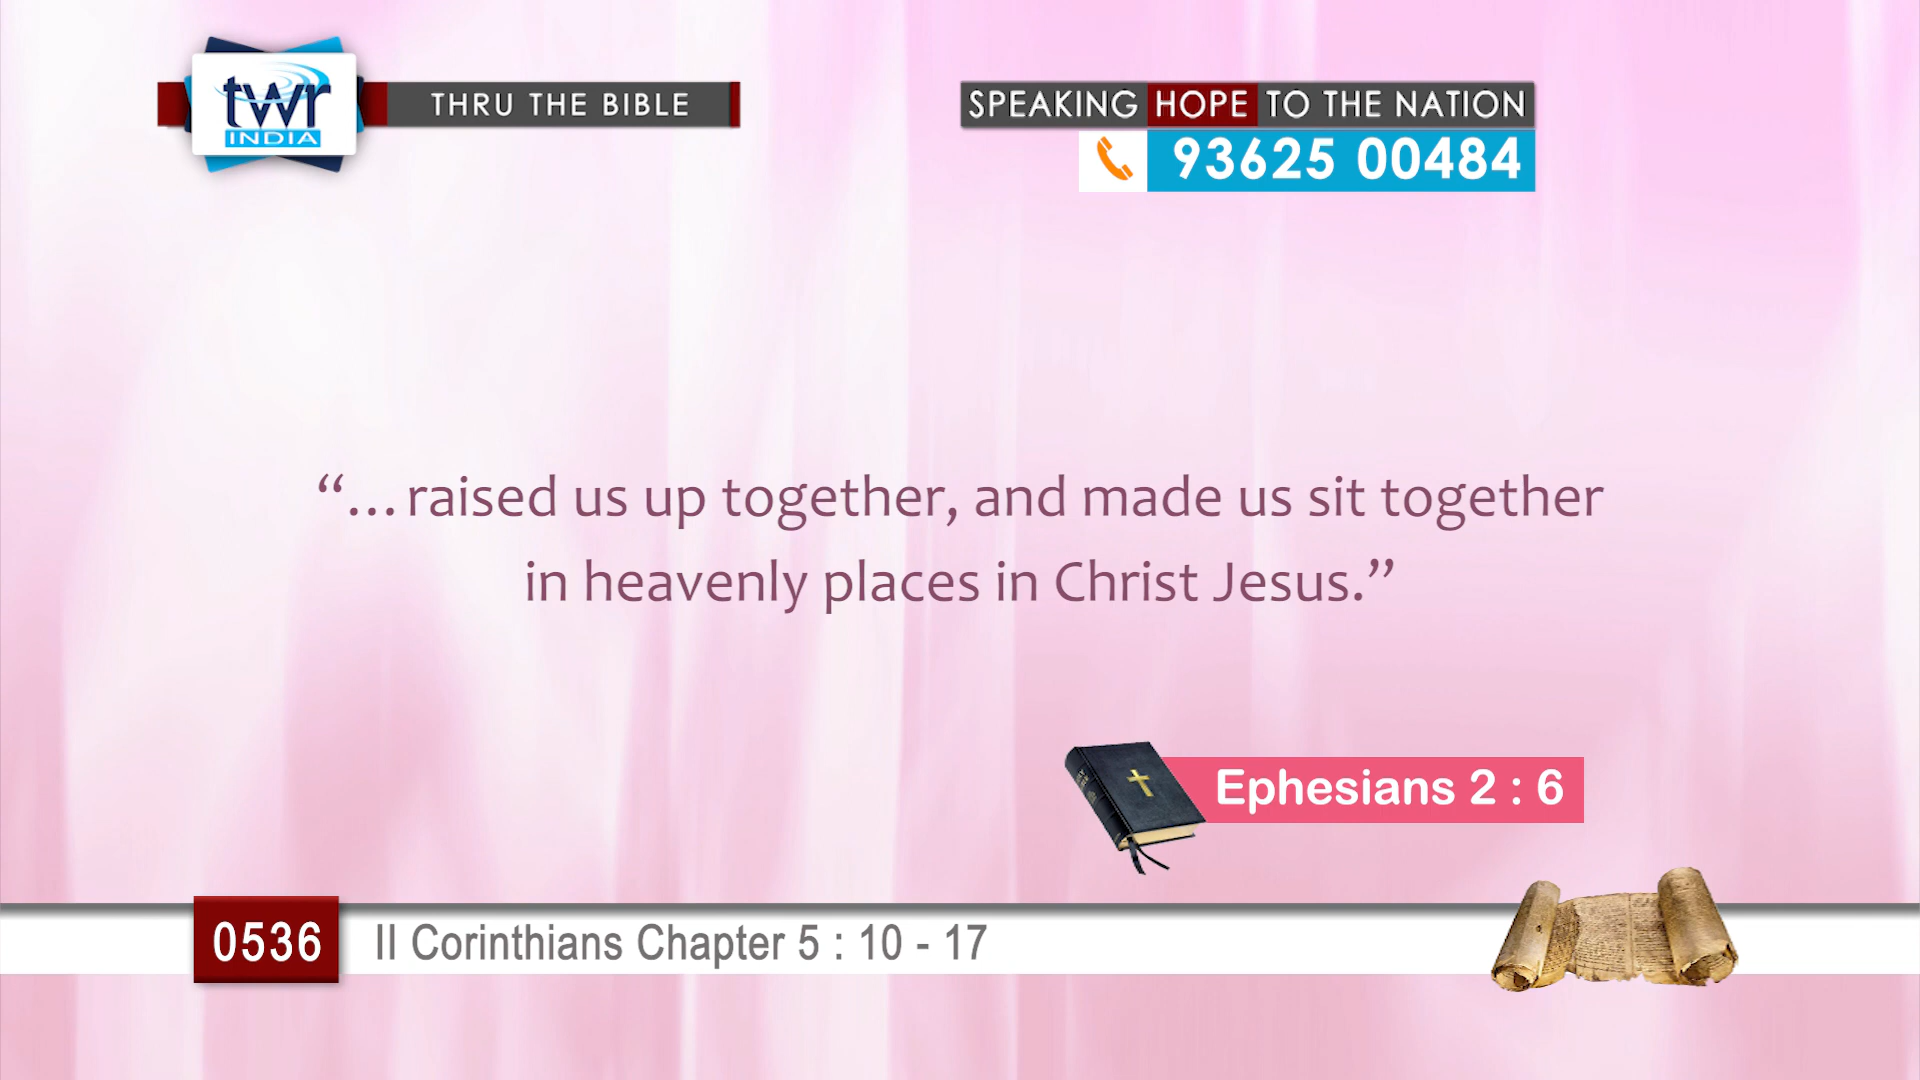 twr
INDIA
THRU THE BIBLE
SPEAKING HOPE TO THE NATION
93625 00484
“...raised us up together, and made us sit together
in heavenly places in Christ Jesus.”
Ephesians 2 : 6
0536
II Corinthians Chapter 5 : 10 - 17